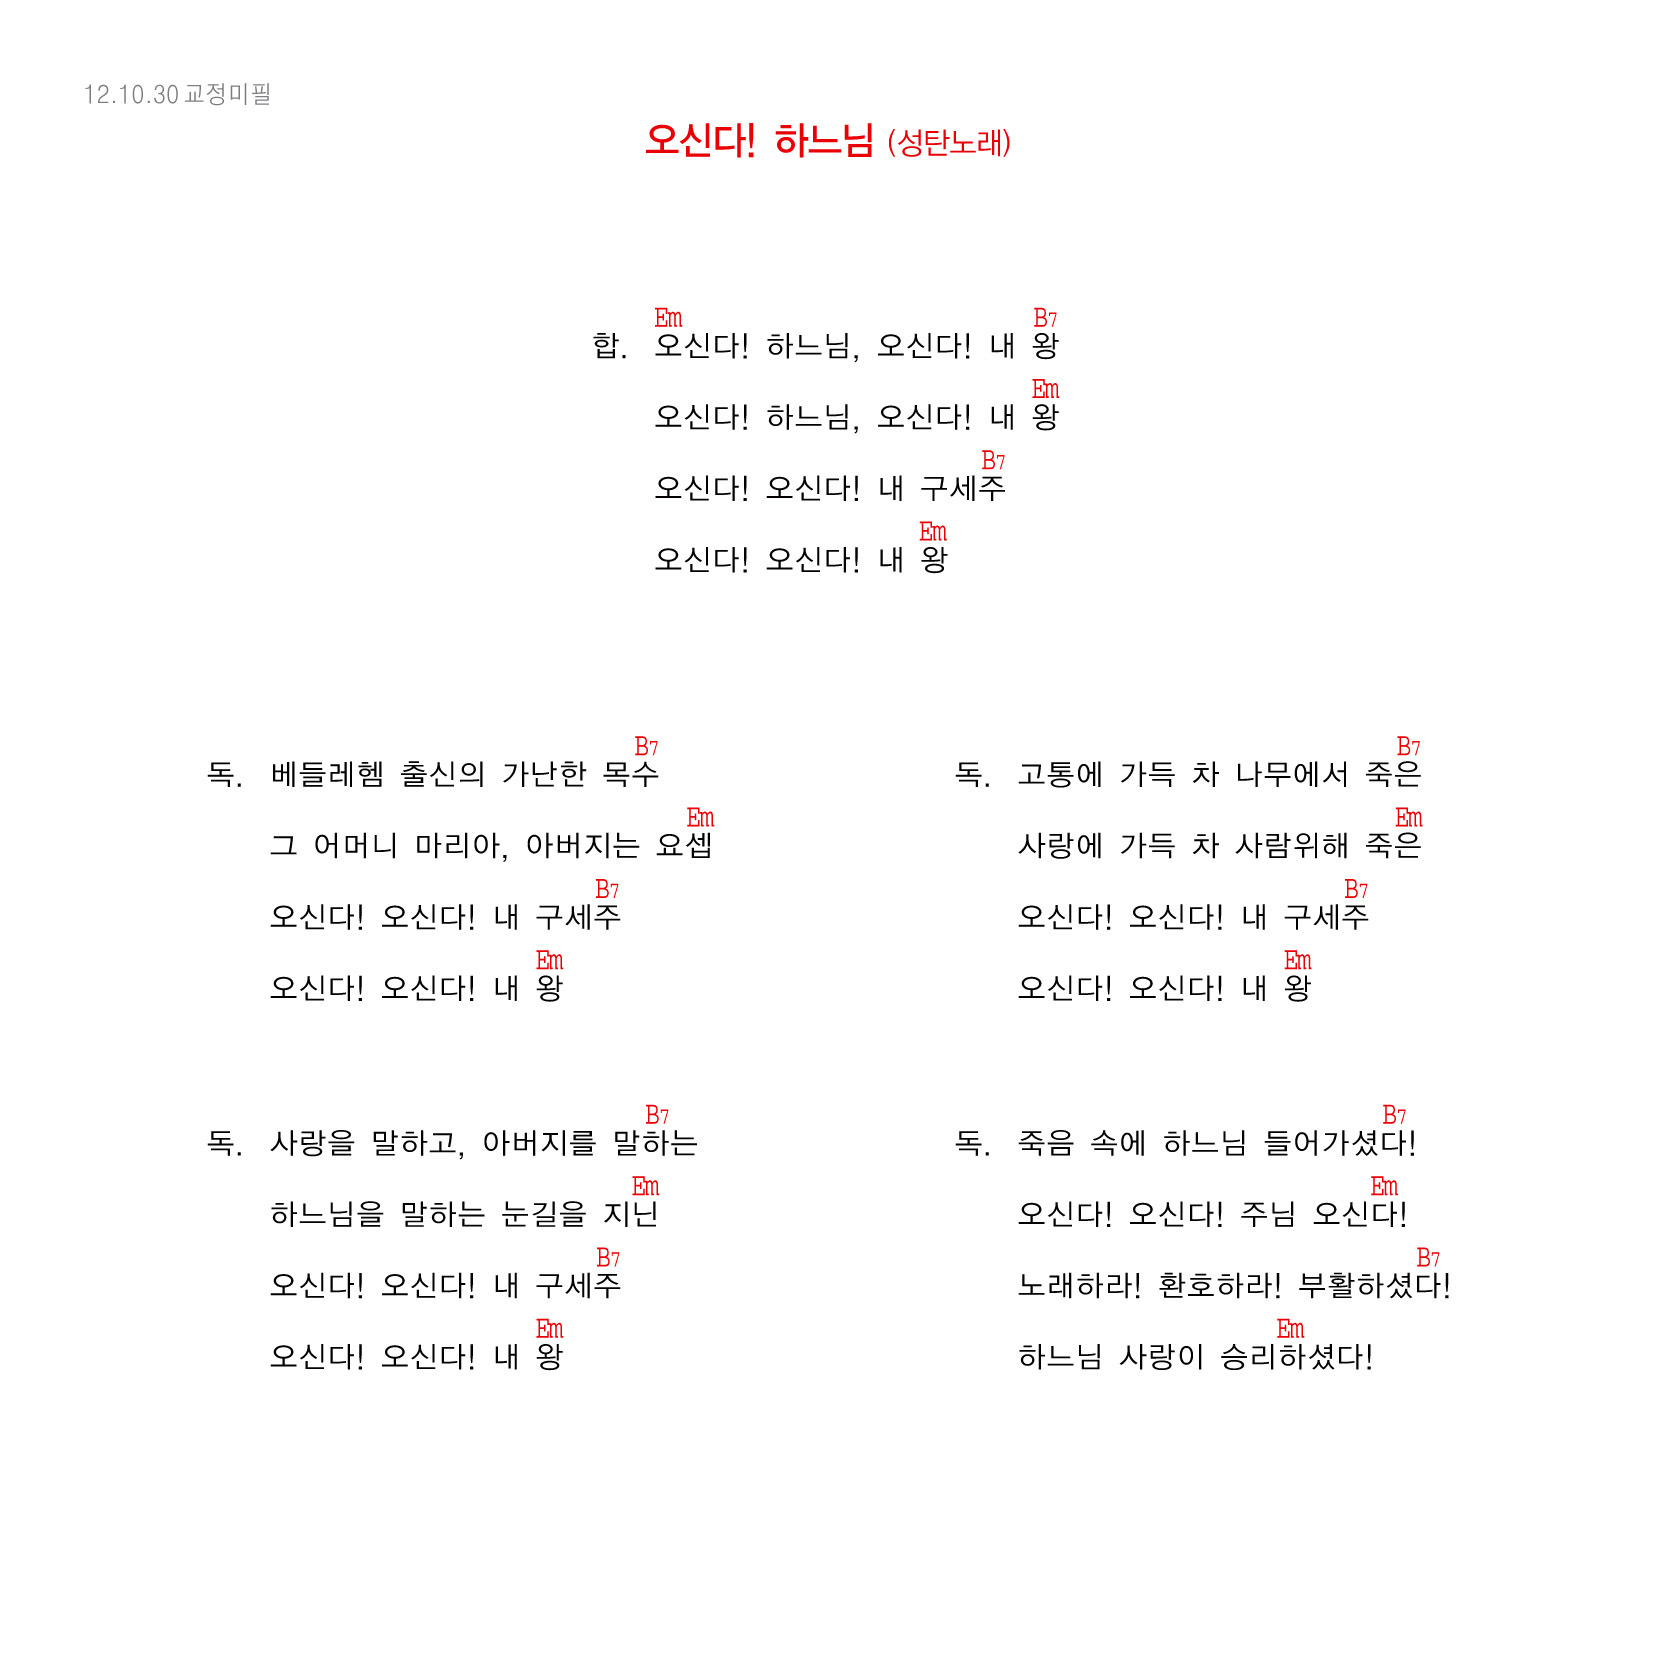 12.10.30 교정미필
오신다! 하느님 (성탄노래)
Em B7
합. 오신다! 하느님, 오신다! 내 왕
Em
오신다! 하느님, 오신다! 내 왕
B7
오신다! 오신다! 내 구세주
Em
오신다! 오신다! 내 왕
B7
독. 베들레헴 출신의 가난한 목수
Em
그 어머니 마리아, 아버지는 요셉
B7
오신다! 오신다! 내 구세주
Em
오신다! 오신다! 내 왕
B7
독. 사랑을 말하고, 아버지를 말하는
Em
하느님을 말하는 눈길을 지닌
B7
오신다! 오신다! 내 구세주
Em
오신다! 오신다! 내 왕
B7
독. 고통에 가득 차 나무에서 죽은
Em
사랑에 가득 차 사람위해 죽은
B7
오신다! 오신다! 내 구세주
Em
오신다! 오신다! 내 왕
B7
독. 죽음 속에 하느님 들어가셨다!
Em
오신다! 오신다! 주님 오신다!
B7
노래하라! 환호하라! 부활하셨다!
Em
하느님 사랑이 승리하셨다!